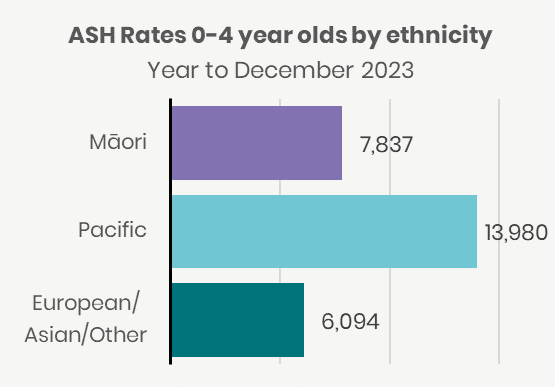 ASH Rates 0-4 year olds by ethnicity
Year to December 2023
Māori
7,837
Pacific
13,980
European/
Asian/Other
6,094